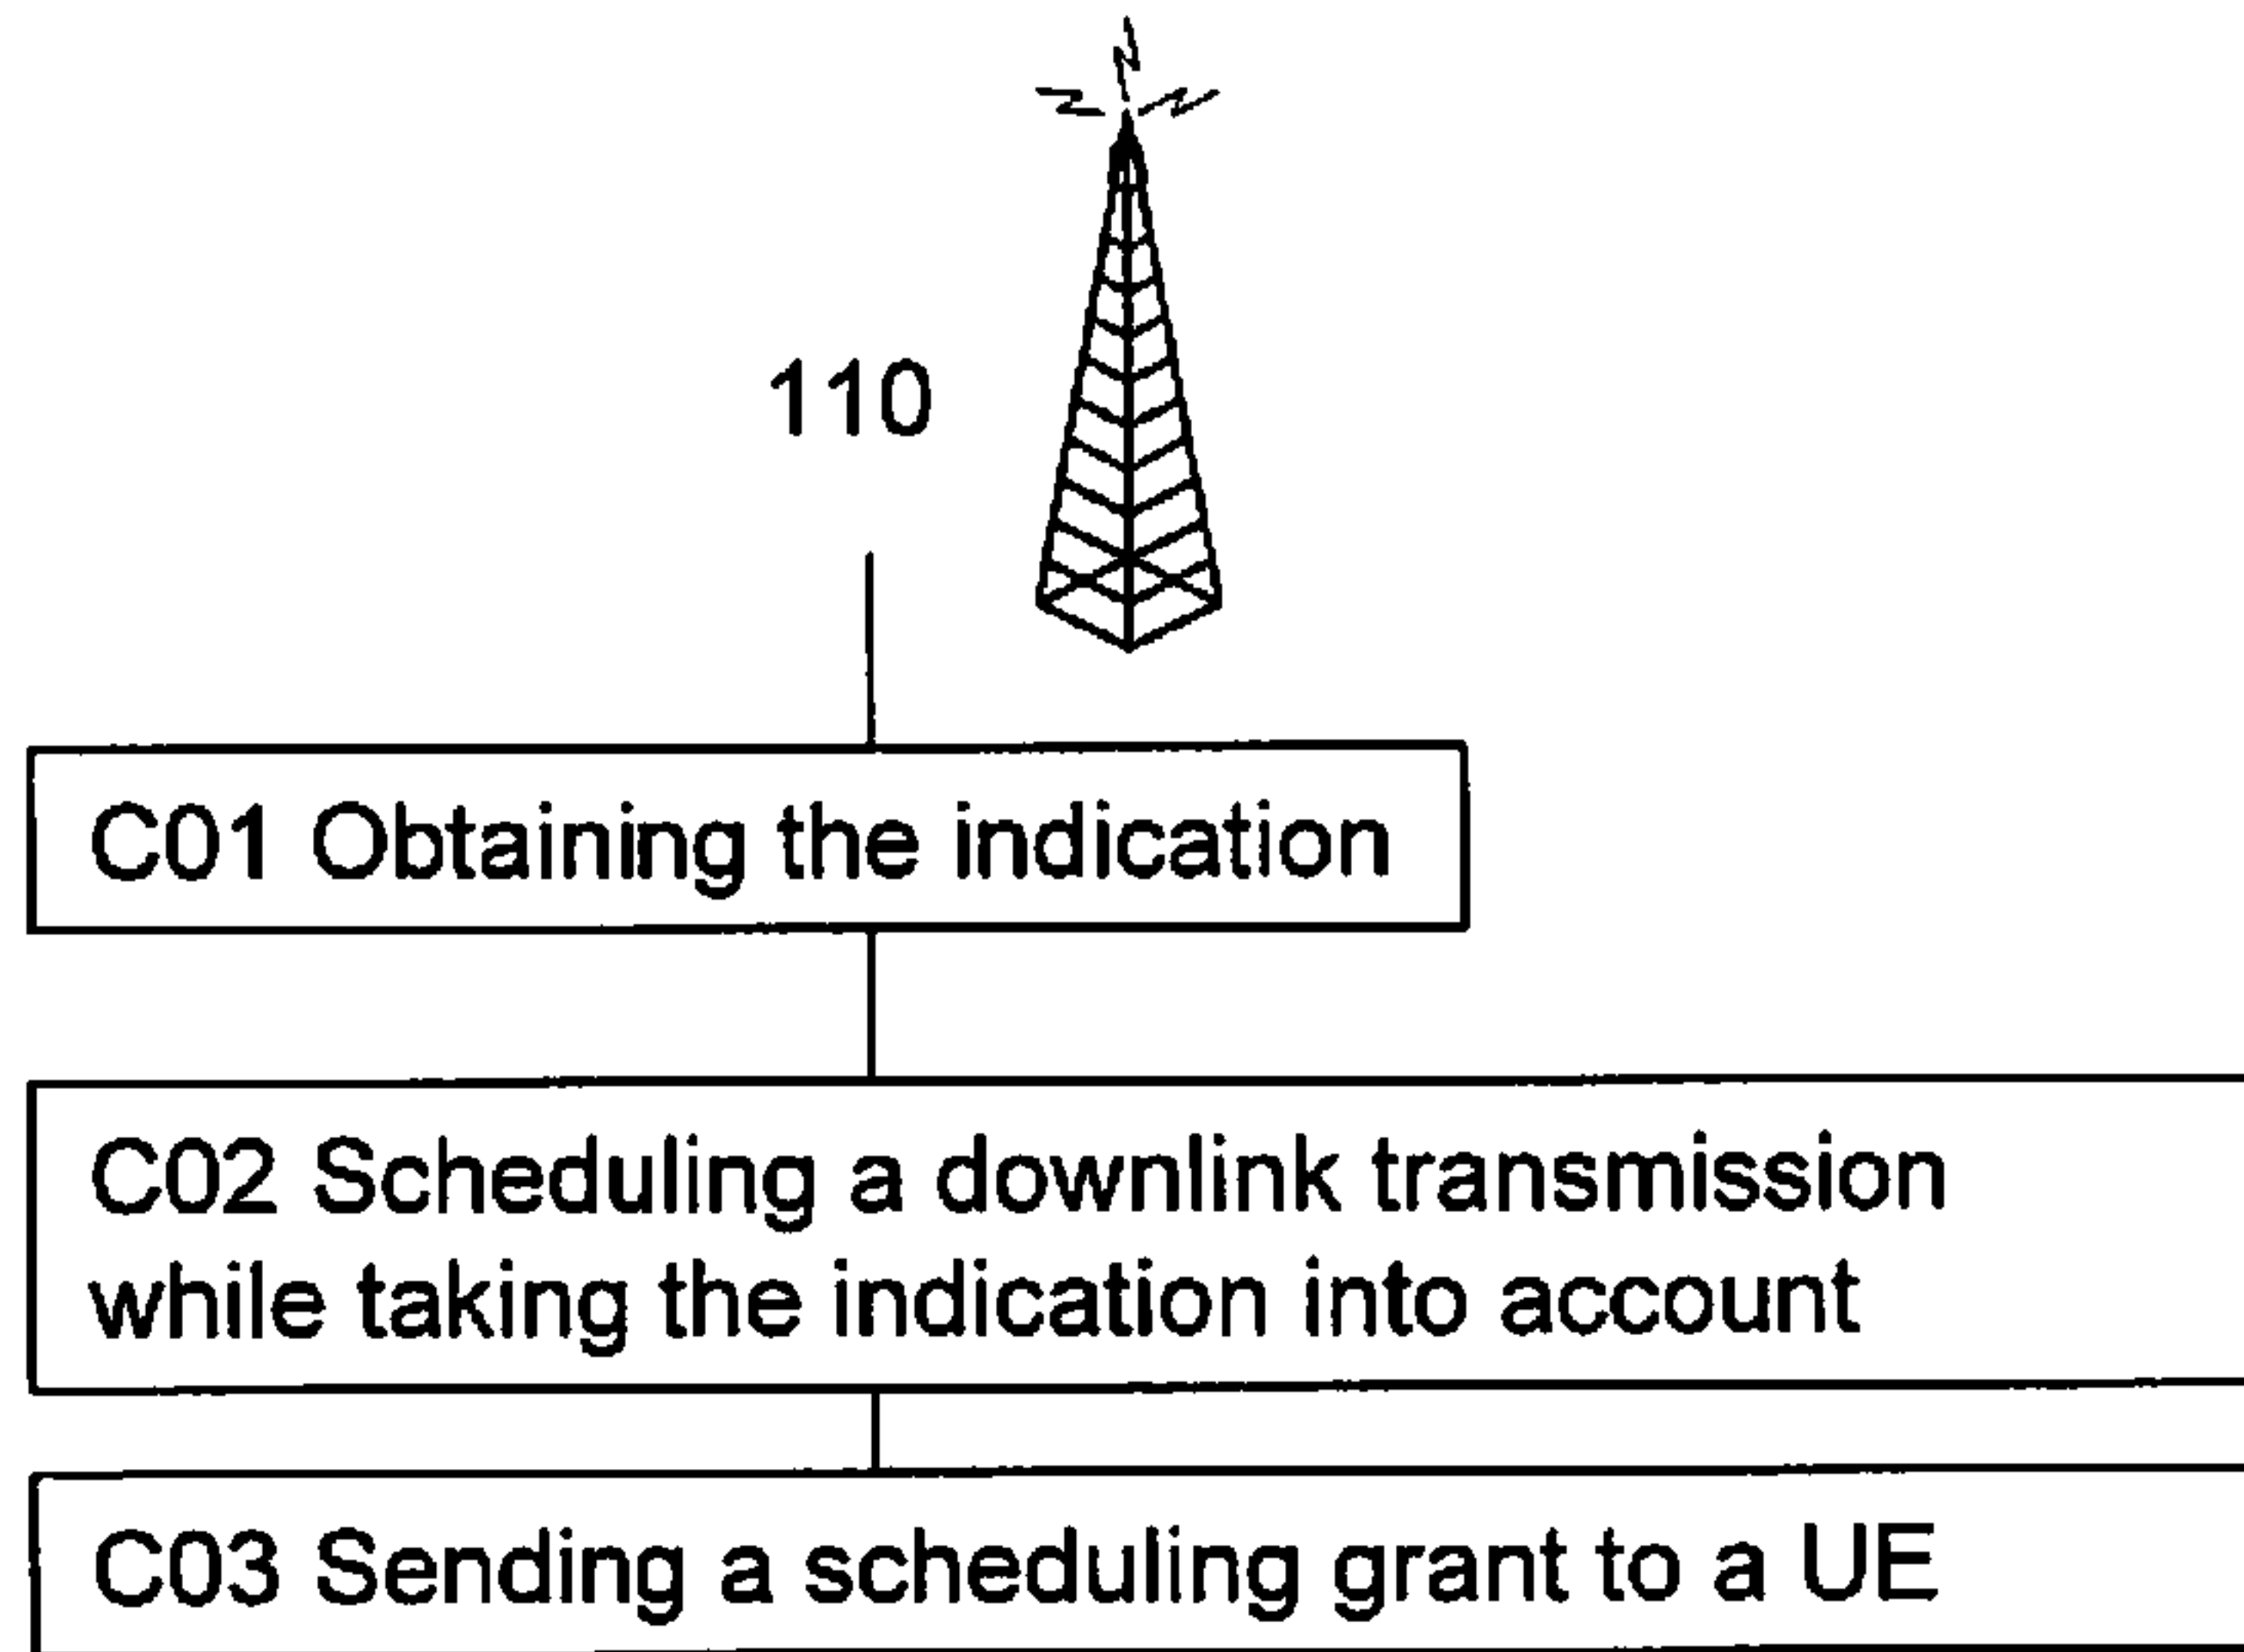 110
C01 Obtaining the indication
C02 Scheduling a downlink transmission
while taking the indication into account
C03 Sending a scheduling grant to a UE